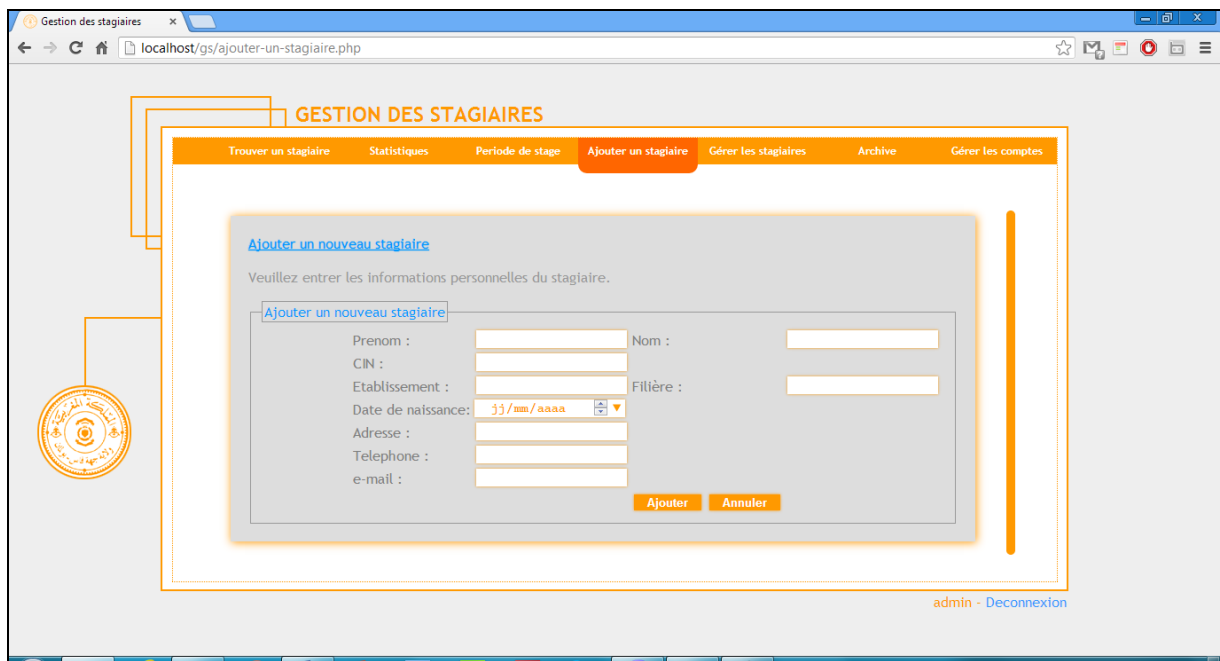 Gestion des stagiaires
localhost/gs/ajouter-un-stagiaire.php
GESTION DES STAGIAIRES
Trouver un stagiaire Statistiques Periode de stage Ajouter un stagiaire Gérer les stagiaires Archive Gérer les comptes
Ajouter un nouveau stagiaire
Veuillez entrer les informations personnelles du stagiaire.
Ajouter un nouveau stagiaire
Prenom : Nom :
CIN :
Etablissement : Filière :
Date de naissance: jj/mm/aaaa
Adresse :
Telephone :
e-mail :
Ajouter Annuler
المملكة المغربية
admin - Deconnexion